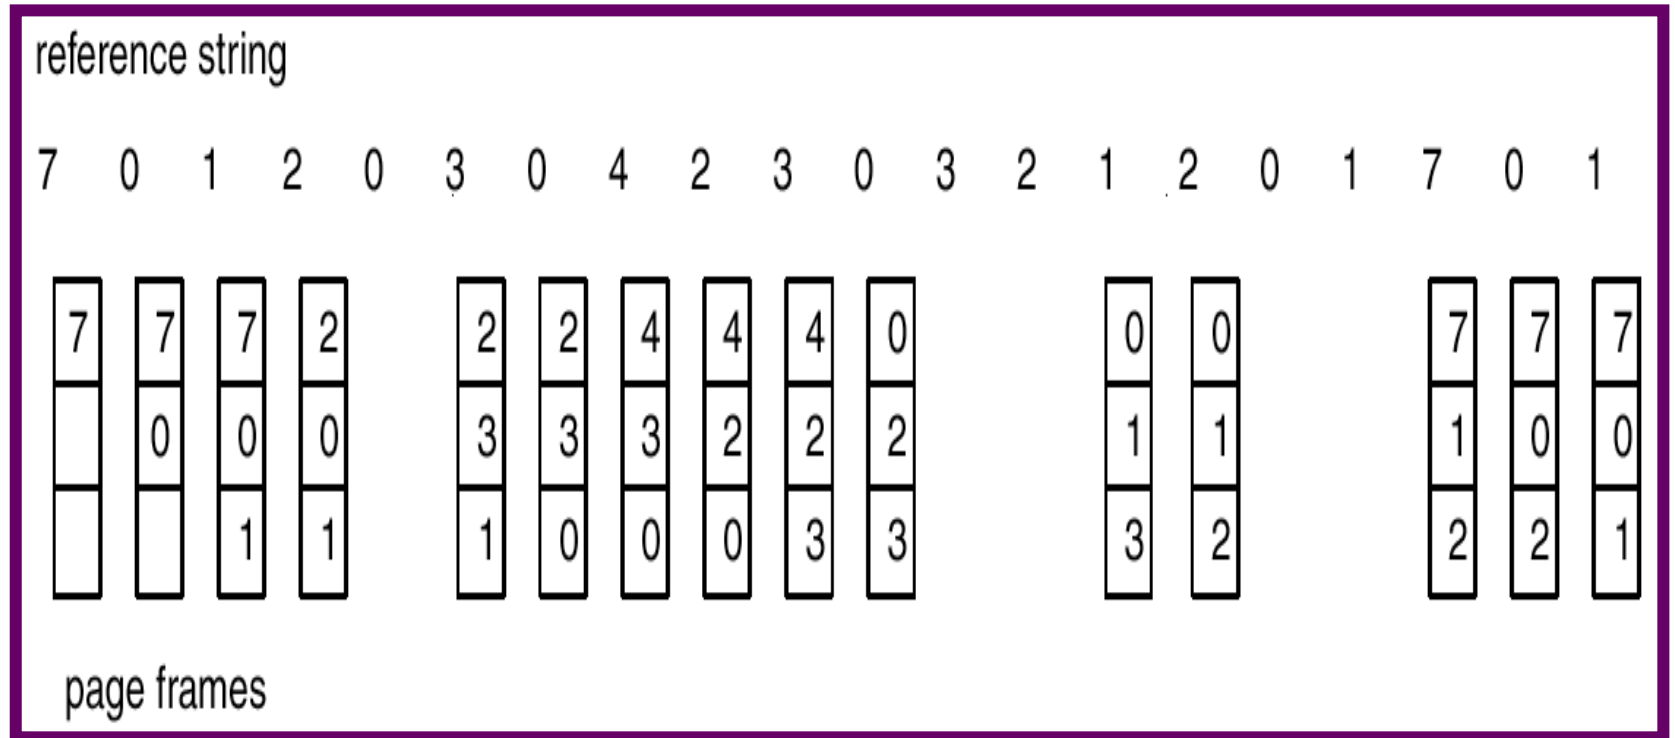 reference string
7 0 1 2 0 3 0 4 2 3 0 3 2 1 2 0 1 7 0 1
7 7 7 2 2 2 4 4 4 0 0 0 7 7 7
0 0 0 3 3 3 2 2 2 1 1 1 0 0
1 1 1 0 0 0 3 3 3 2 2 2 1
page frames